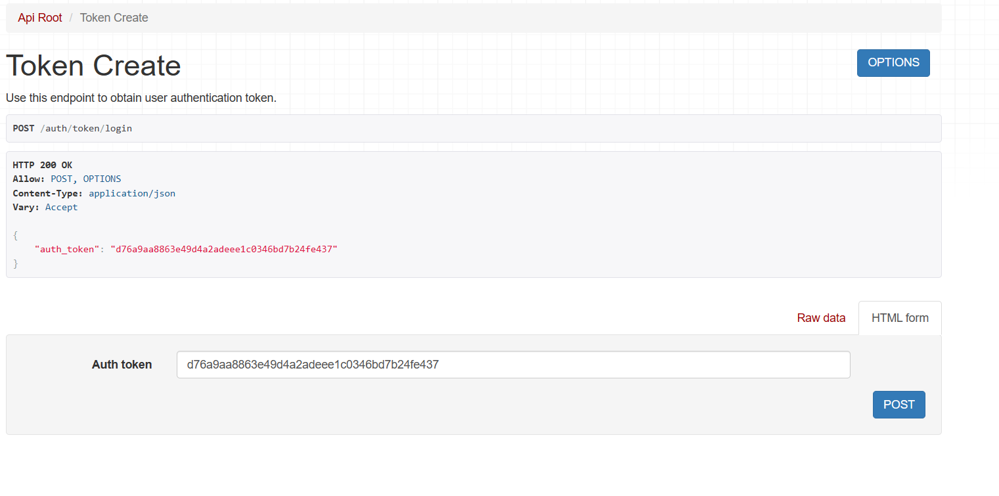 Api Root / Token Create
Token Create
OPTIONS
Use this endpoint to obtain user authentication token.
POST /auth/token/login
HTTP 200 OK
Allow: POST, OPTIONS
Content-Type: application/json
Vary: Accept
{
    "auth_token": "d76a9aa8863e49d4a2adeee1c0346bd7b24fe437"
}
Raw data
HTML form
Auth token
d76a9aa8863e49d4a2adeee1c0346bd7b24fe437
POST